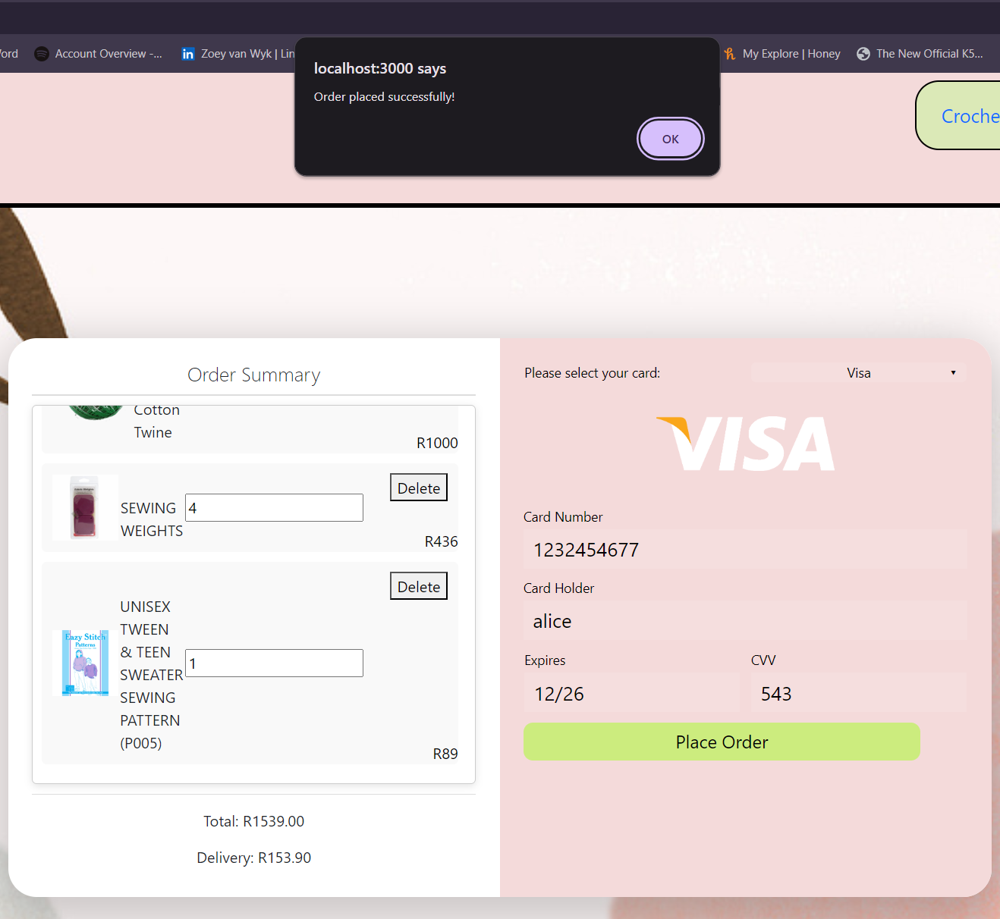 ord
Account Overview -...
in
Zoey van Wyk | Lin
My Explore | Honey
The New Official K5...
localhost:3000 says
Order placed successfully!
OK
Croche
Order Summary
Cotton
Twine
R1000
Delete
SEWING
WEIGHTS
4
R436
Delete
UNISEX
TWEEN
& TEEN
SWEATER
SEWING
PATTERN
(P005)
Eazy Stitch
Patterns
1
R89
Total: R1539.00
Delivery: R153.90
Please select your card:
Visa
VISA
Card Number
1232454677
Card Holder
alice
Expires
CVV
12/26
543
Place Order